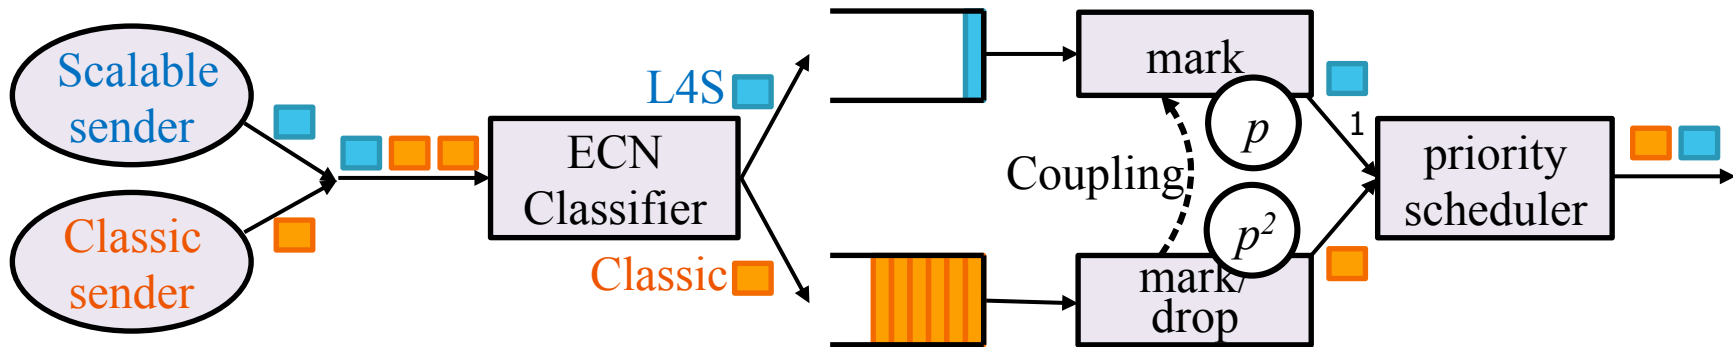 Scalable
sender
Classic
sender
ECN
Classifier
L4S
Classic
mark
p
Coupling
p²
mark/
drop
1
priority
scheduler